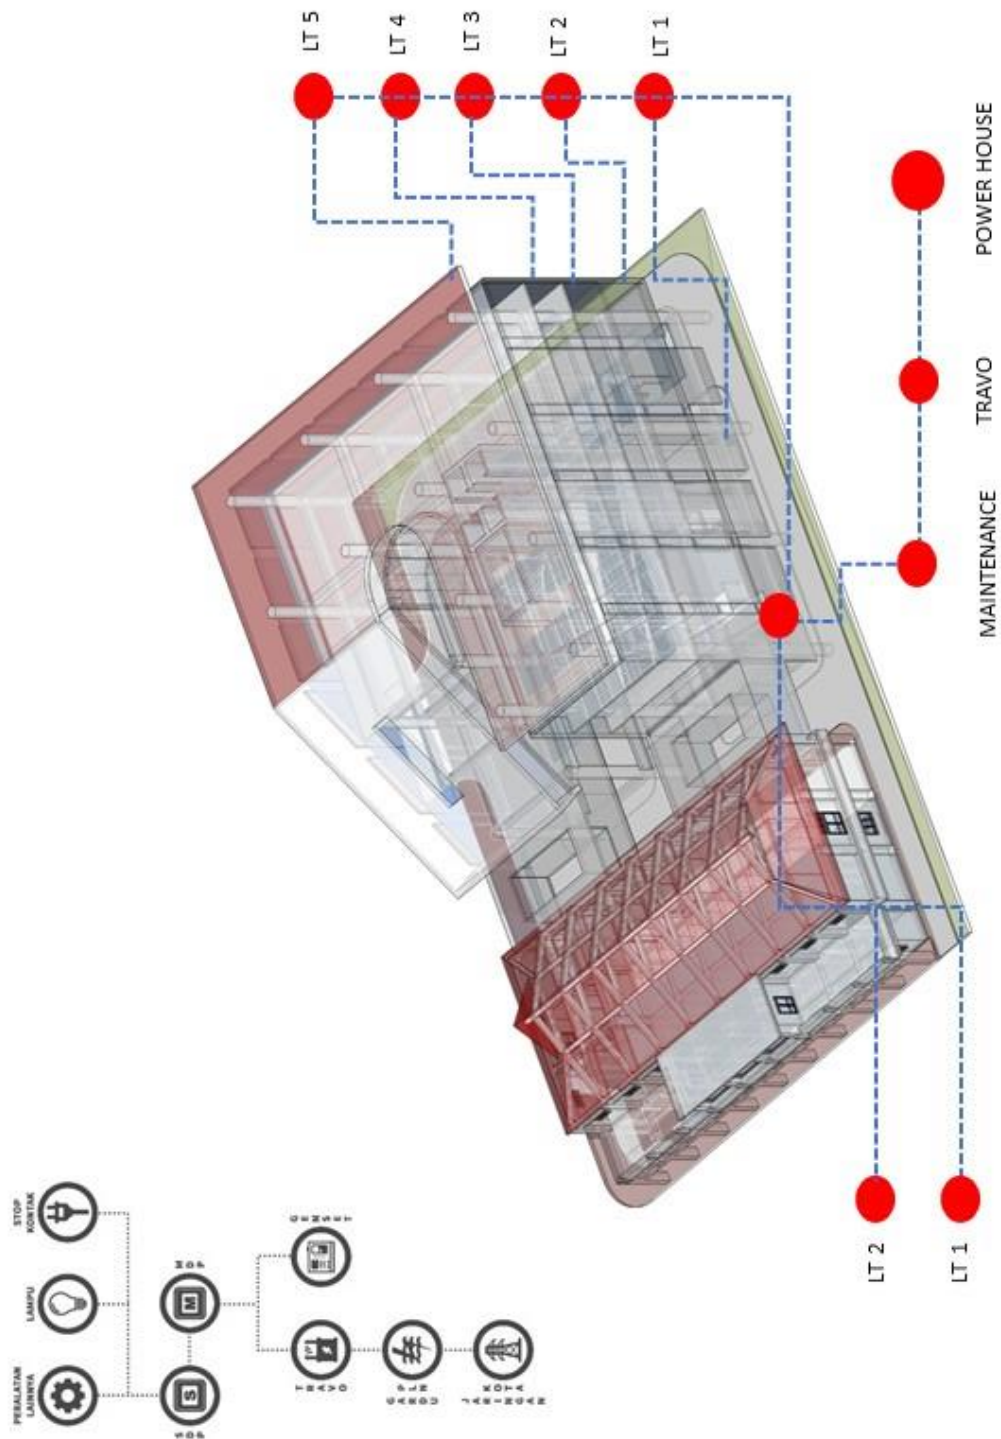 PERALATAN
LAINNYA
LAMPU
STOP
KONTAK
SDP
MDP
TRAVO
GENSET
GARDU
PLN
JARINGAN
KOTA
LT 5
LT 4
LT 3
LT 2
LT 1
LT 2
LT 1
MAINTENANCE
TRAVO
POWER HOUSE